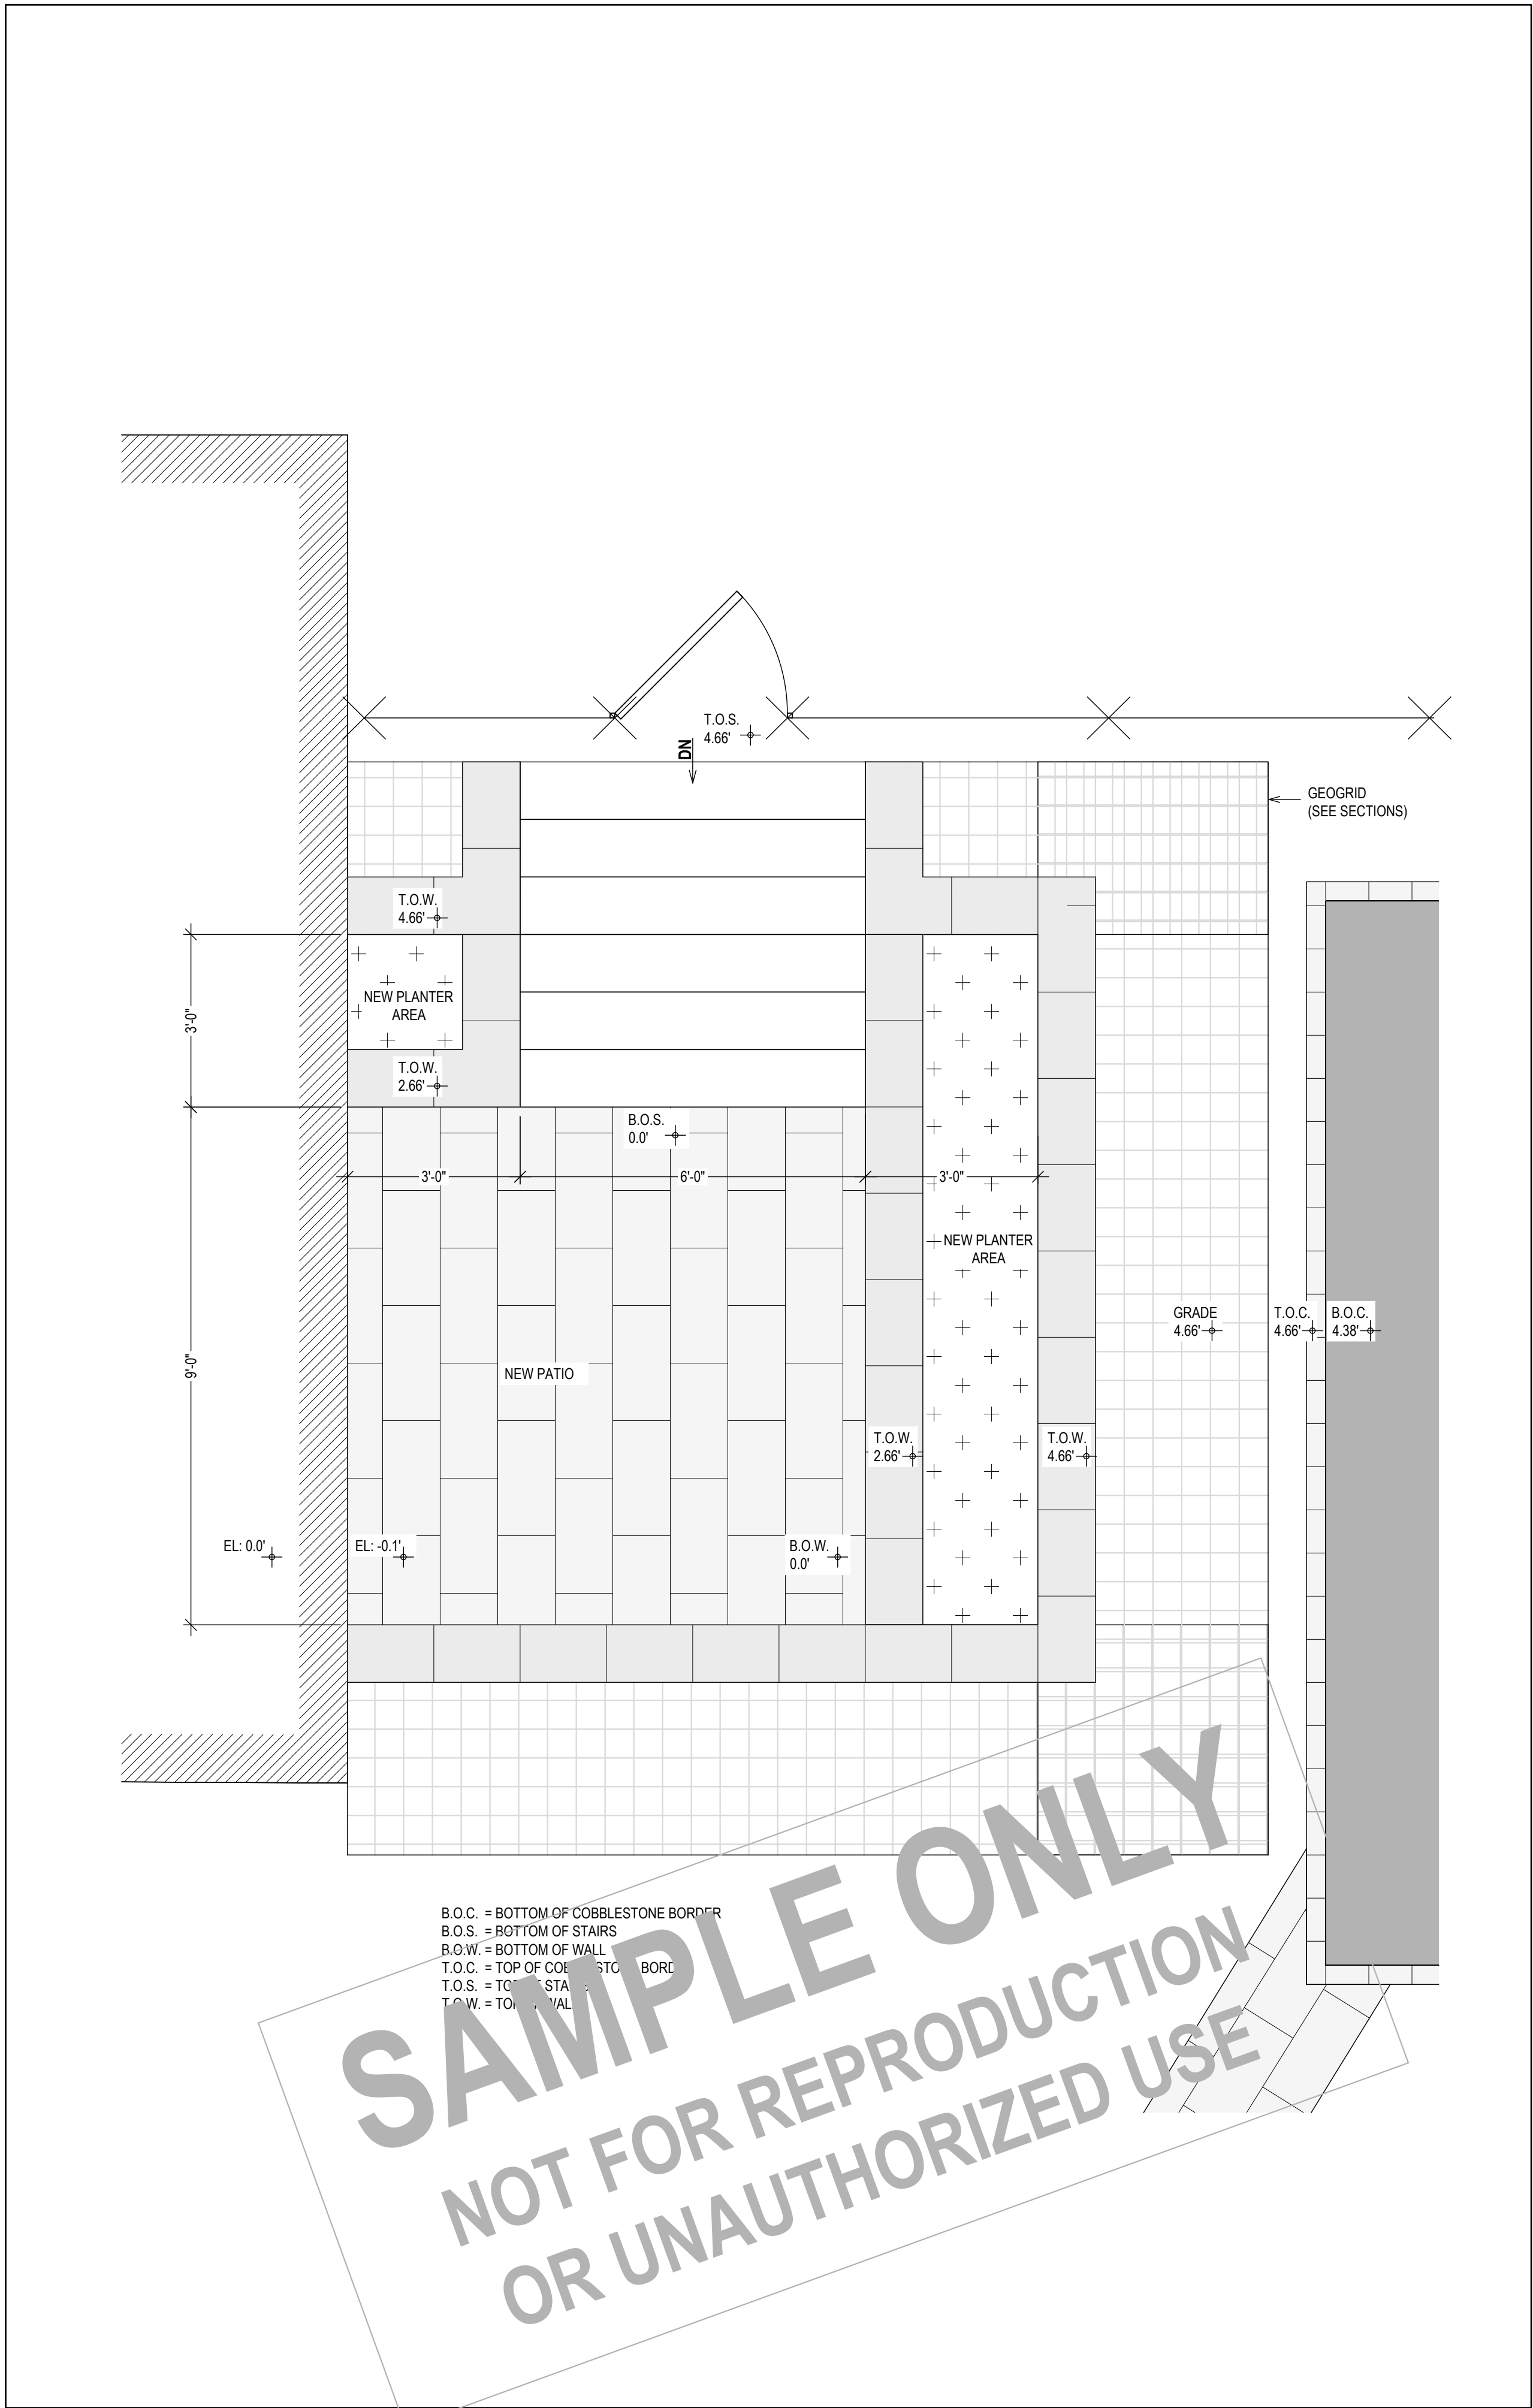 T.O.S.
4.66'
DN
GEOGRID
(SEE SECTIONS)
T.O.W.
4.66'
NEW PLANTER
AREA
3'-0"
T.O.W.
2.66'
B.O.S.
0.0'
3'-0"
6'-0"
3'-0"
NEW PLANTER
AREA
GRADE
4.66'
T.O.C.
4.66'
B.O.C.
4.38'
9'-0"
NEW PATIO
T.O.W.
2.66'
T.O.W.
4.66'
EL: 0.0'
EL: -0.1'
B.O.W.
0.0'
B.O.C. = BOTTOM OF COBBLESTONE BORDER
B.O.S. = BOTTOM OF STAIRS
B.O.W. = BOTTOM OF WALL
T.O.C. = TOP OF
T.O.S. =
T.O.W. =
SAMPLE ONLY
NOT FOR REPRODUCTION
OR UNAUTHORIZED USE